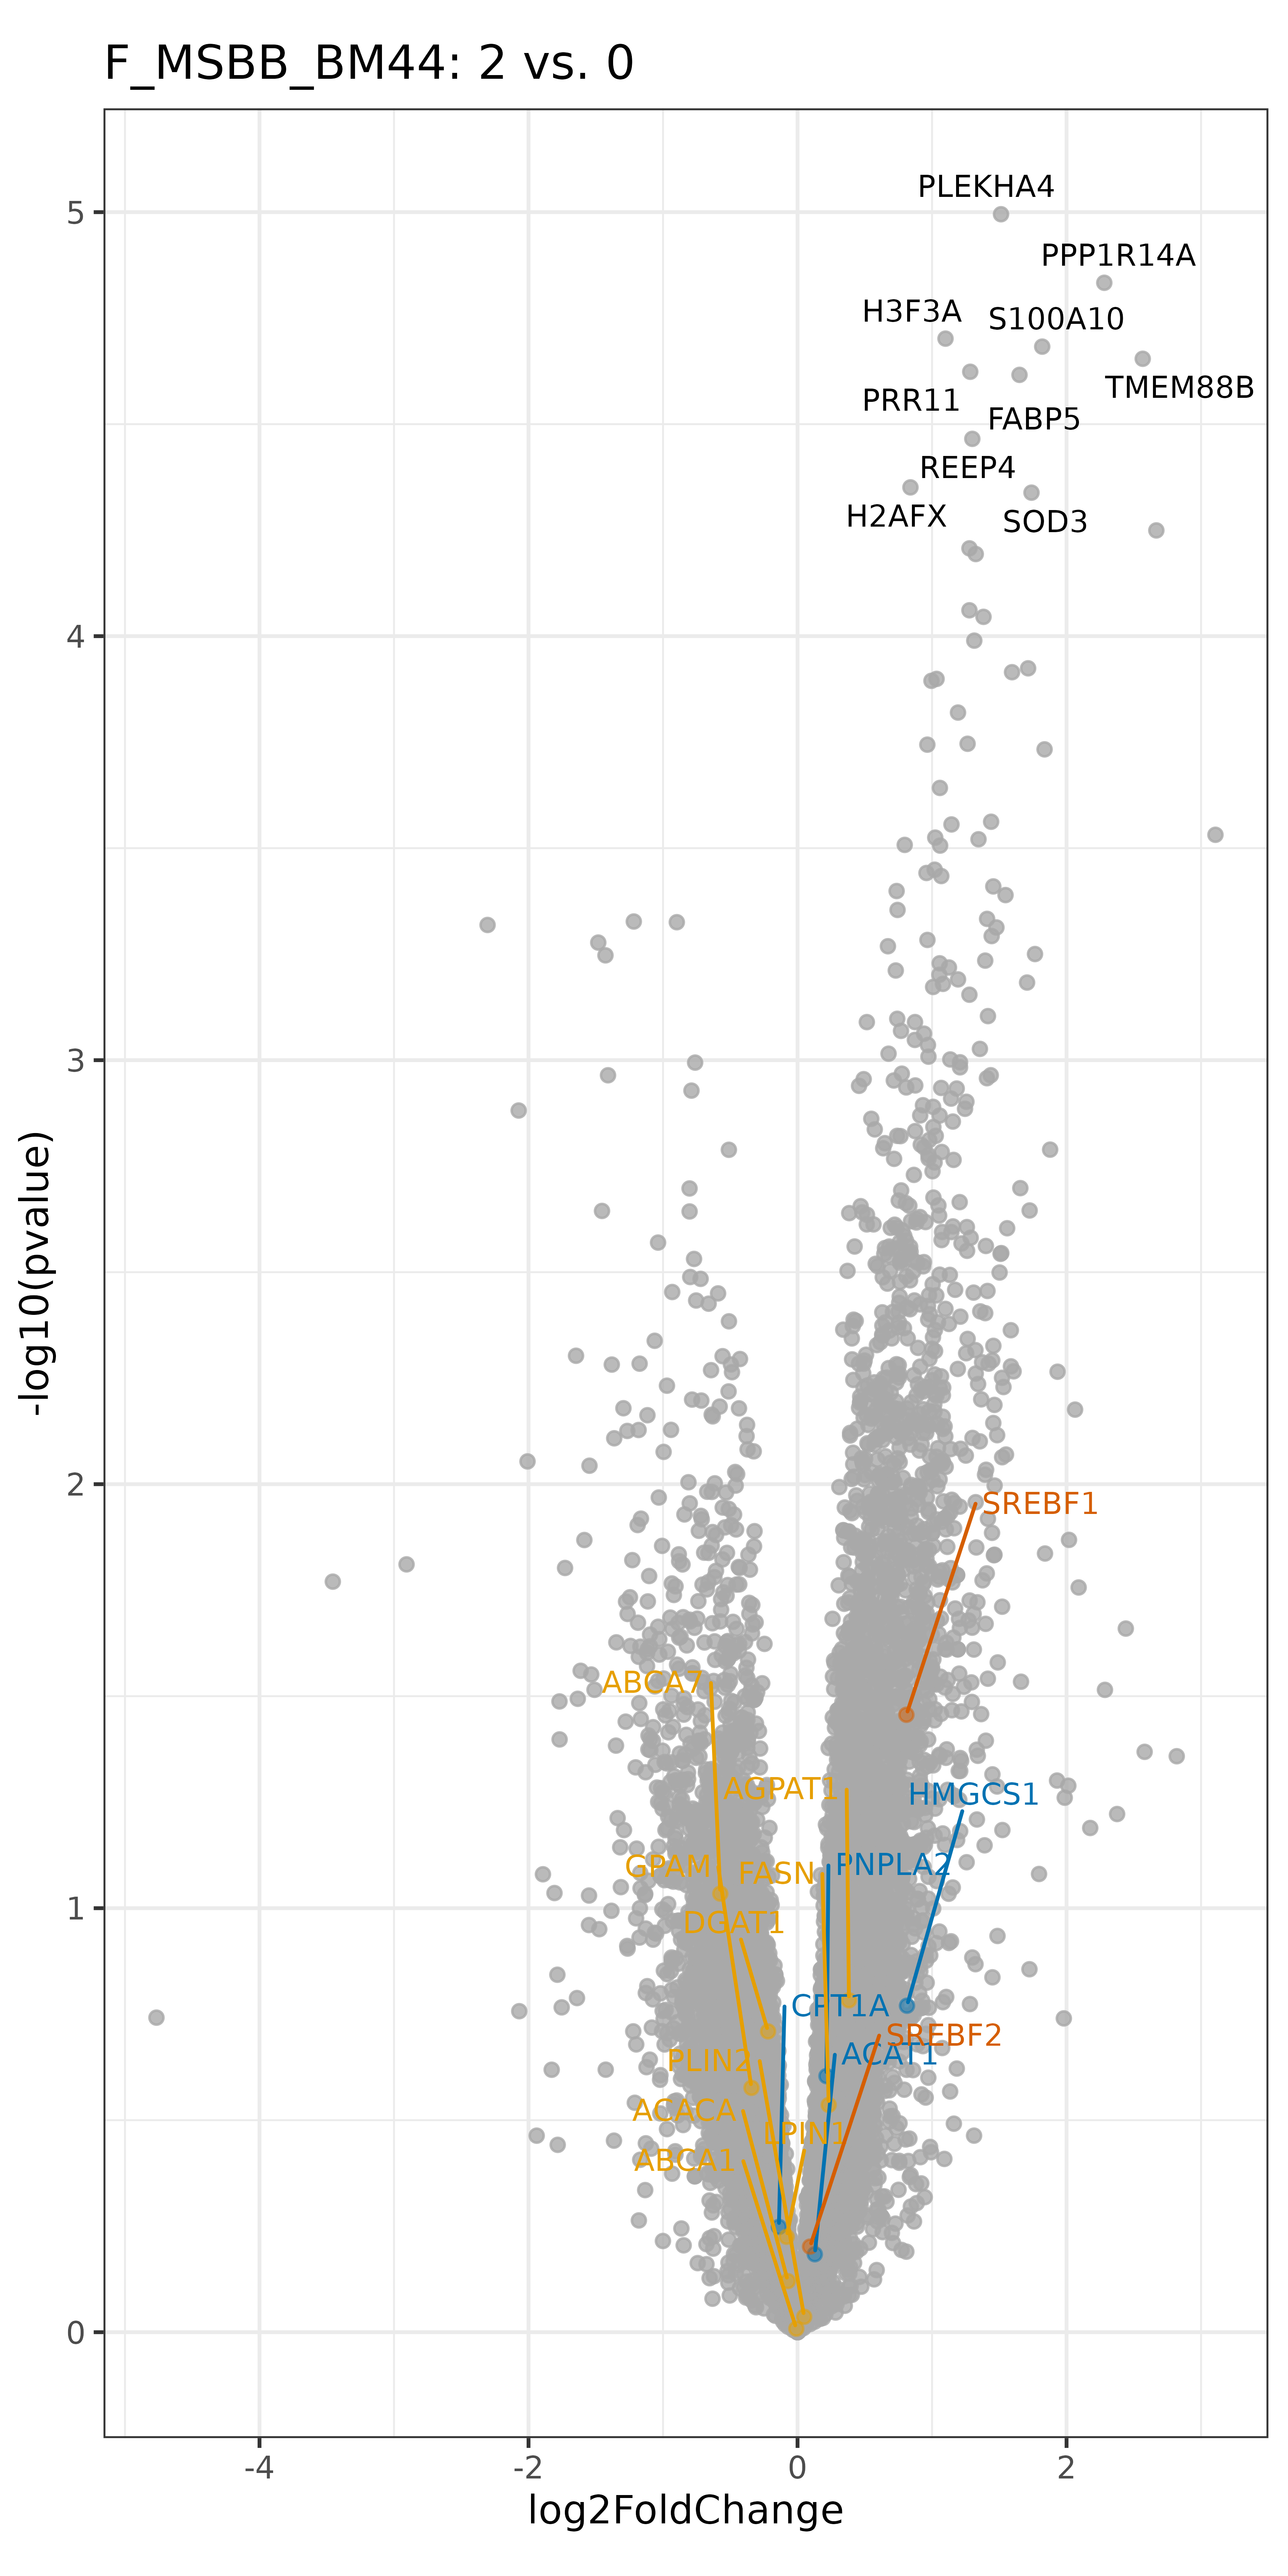 F_MSBB_BM44: 2 vs. 0
PLEKHA4
5
PPP1R14A
H3F3A
S100A10
TMEM88B
PRR11
FABP5
REEP4
H2AFX
SOD3
4
3
-log10(pvalue)
2
SREBF1
ABCA7
AGPAT1
HMGCS1
GPAM
FASN
PNPLA2
1
DGAT1
CPT1A
SREBF2
ACAT1
PLIN2
ACACA
LPIN1
ABCA1
0
-4
-2
0
2
log2FoldChange